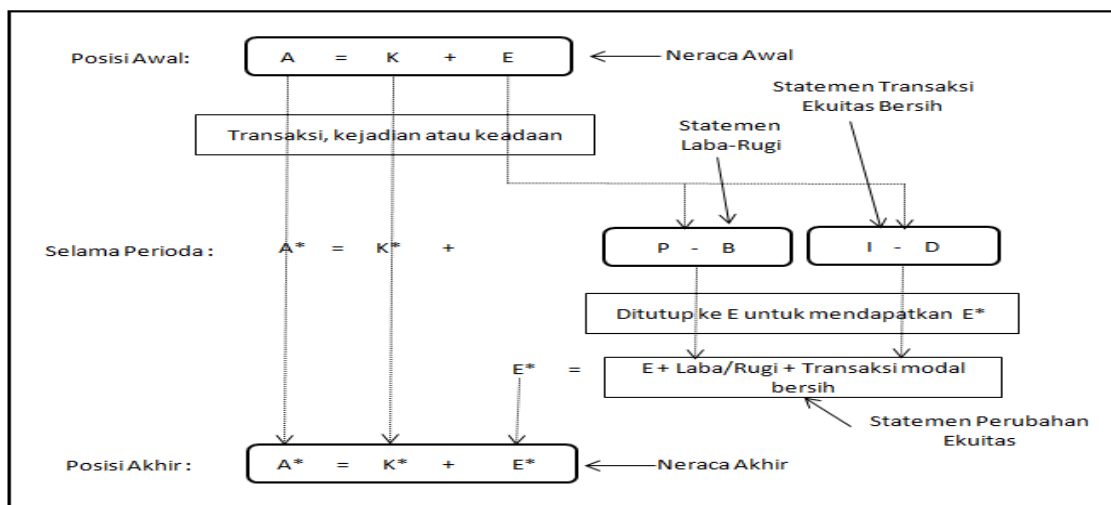 Posisi Awal: A = K + E Neraca Awal
Statemen Transaksi
Ekuitas Bersih
Statemen
Laba-Rugi
Transaksi, kejadian atau keadaan
Selama Perioda : A* = K* + P - B I - D
Ditutup ke E untuk mendapatkan E*
E* = E + Laba/Rugi + Transaksi modal
bersih
Statemen Perubahan
Ekuitas
Posisi Akhir : A* = K* + E* Neraca Akhir